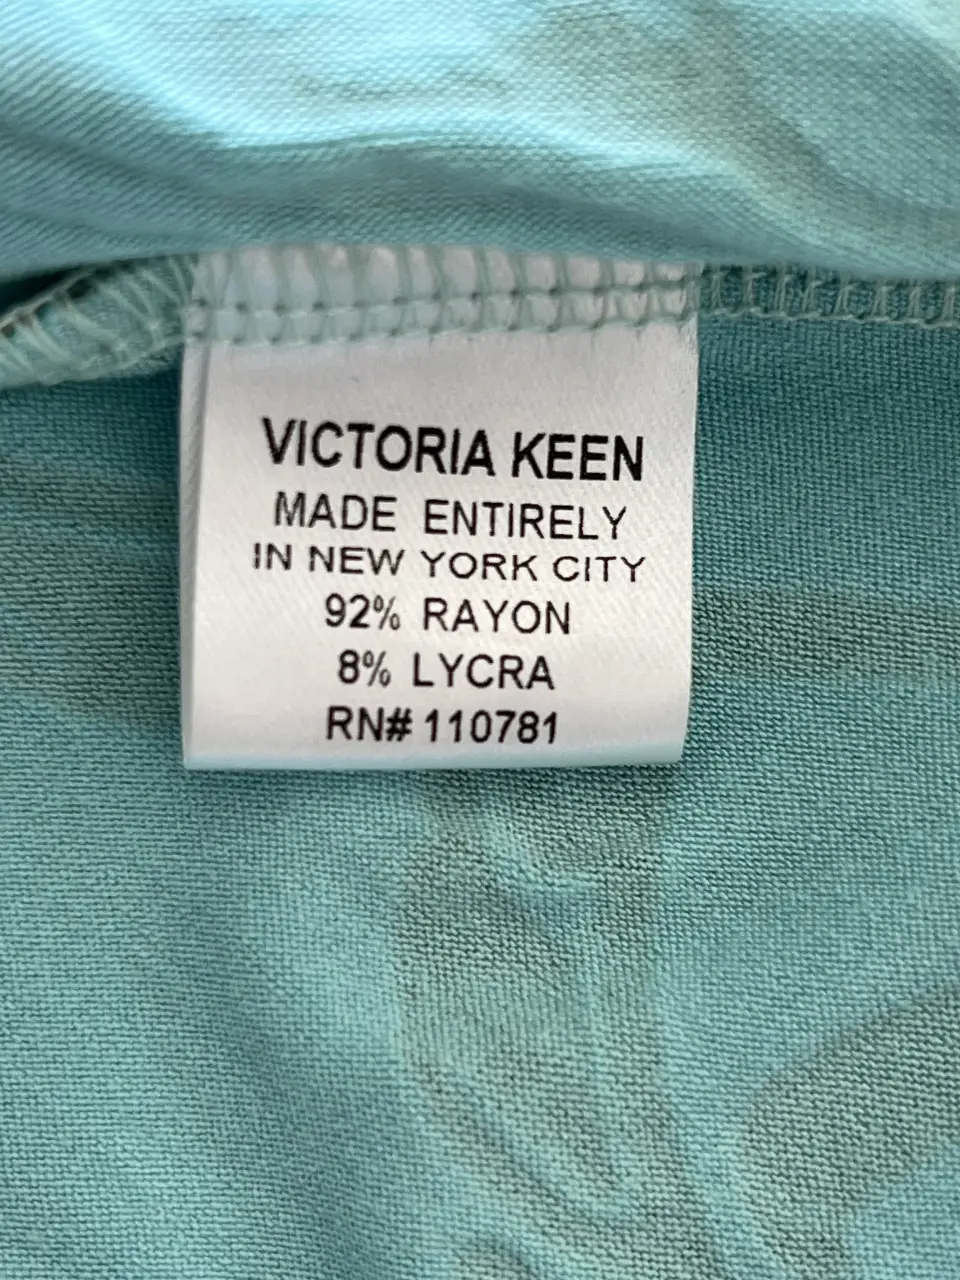 VICTORIA KEEN
MADE ENTIRELY
IN NEW YORK CITY
92% RAYON
8% LYCRA
RN# 110781